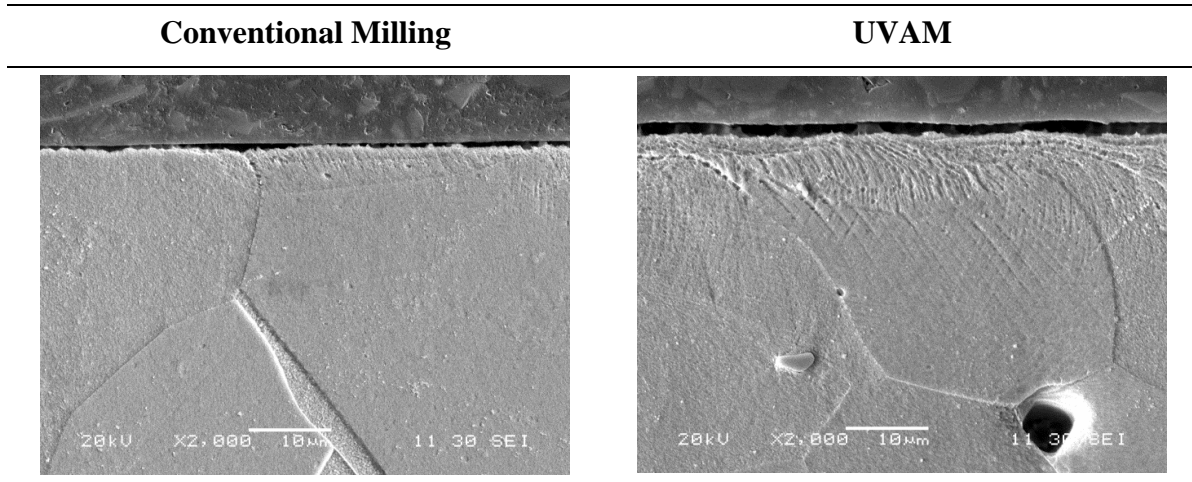 Conventional Milling UVAM
20kV X2,000 10µm 11 30 SEI
20kV X2,000 10µm 11 30 SEI